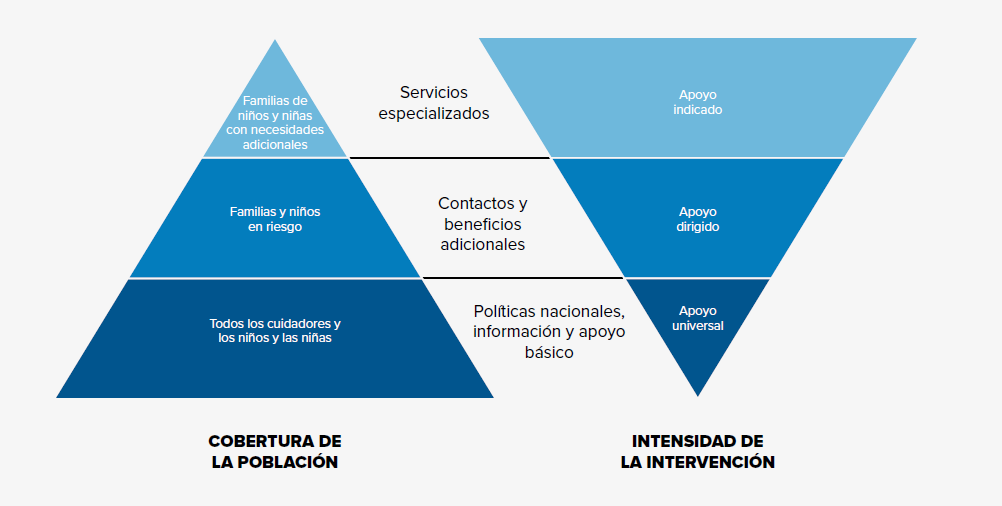 Familias de
niños y niñas
con necesidades
adicionales
Servicios
especializados
Apoyo
indicado
Familias y niños
en riesgo
Contactos y
beneficios
adicionales
Apoyo
dirigido
Todos los cuidadores y
los niños y las niñas
Políticas nacionales,
información y apoyo
básico
Apoyo
universal
COBERTURA DE
LA POBLACIÓN
INTENSIDAD DE
LA INTERVENCIÓN